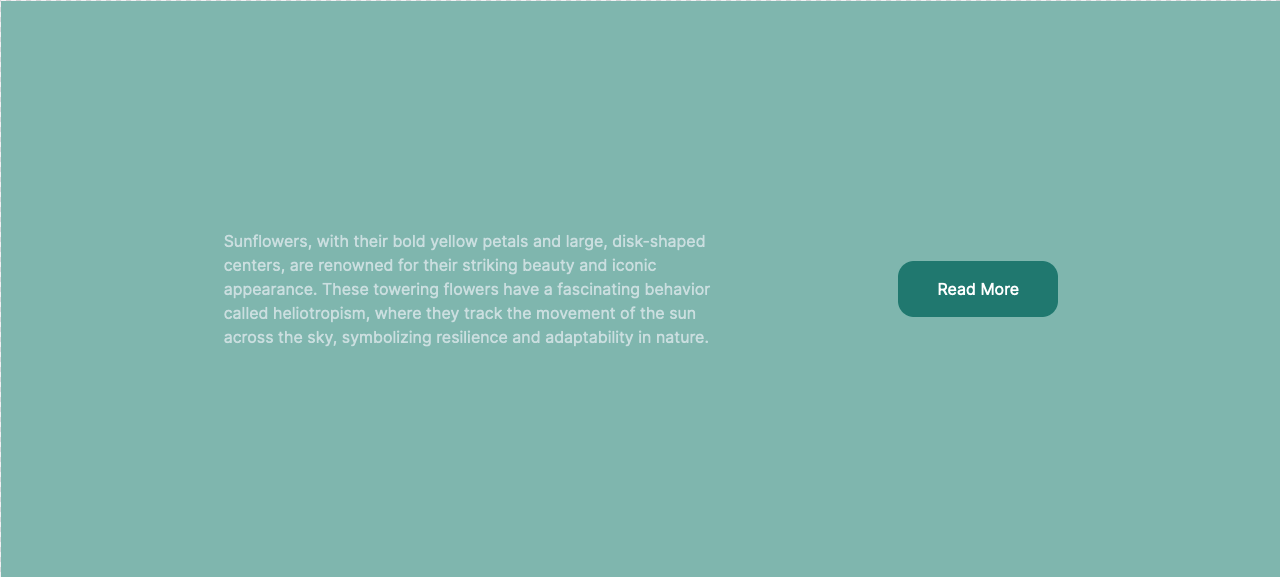 Sunflowers, with their bold yellow petals and large, disk-shaped
centers, are renowned for their striking beauty and iconic
appearance. These towering flowers have a fascinating behavior
called heliotropism, where they track the movement of the sun
across the sky, symbolizing resilience and adaptability in nature.
Read More